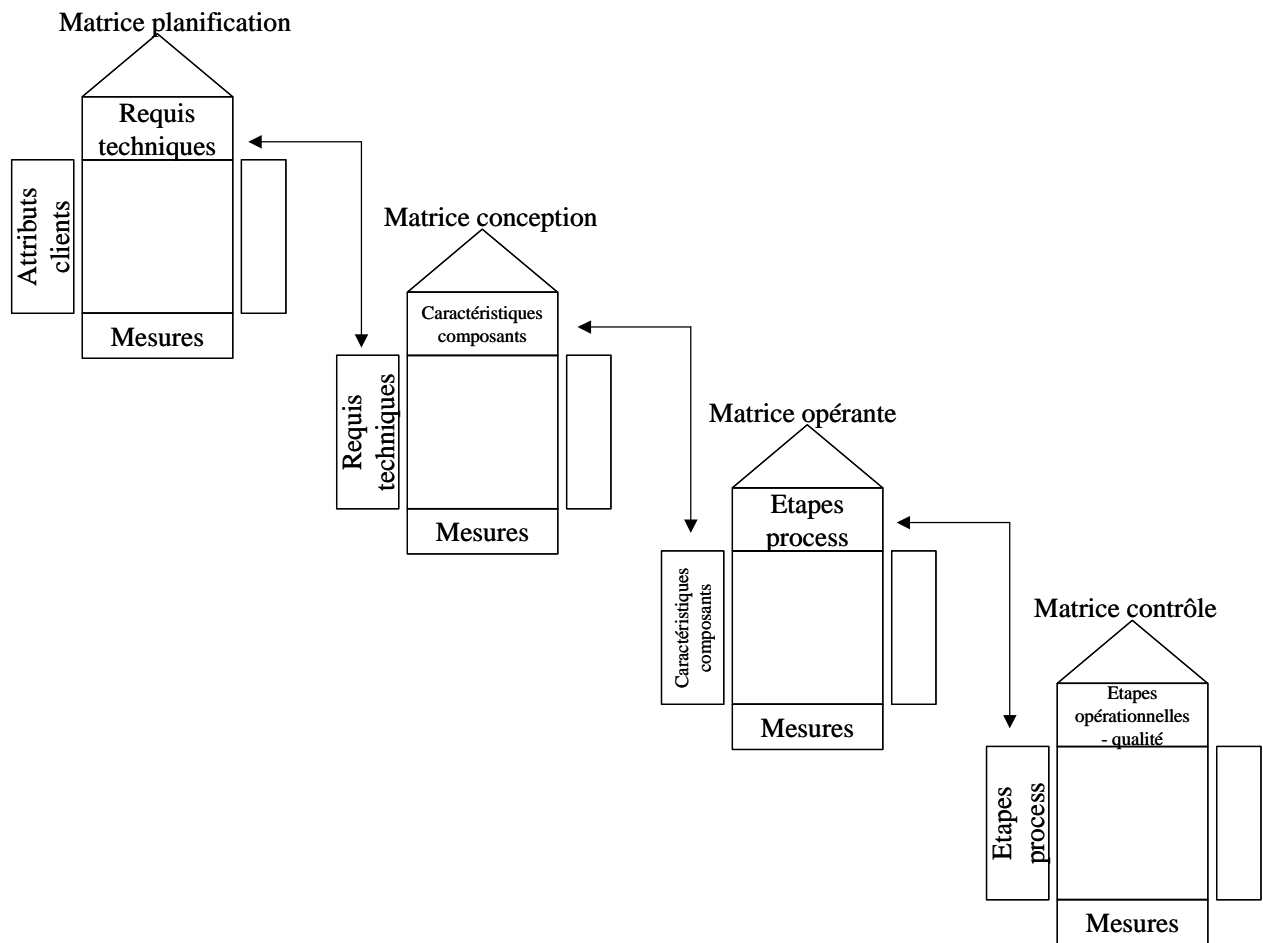 Matrice planification
Requis
techniques
Attributs
clients
Mesures
Matrice conception
Caractéristiques
composants
Requis
techniques
Mesures
Matrice opérante
Etapes
process
Caractéristiques
composants
Mesures
Matrice contrôle
Etapes
opérationnelles
- qualité
Etapes
process
Mesures